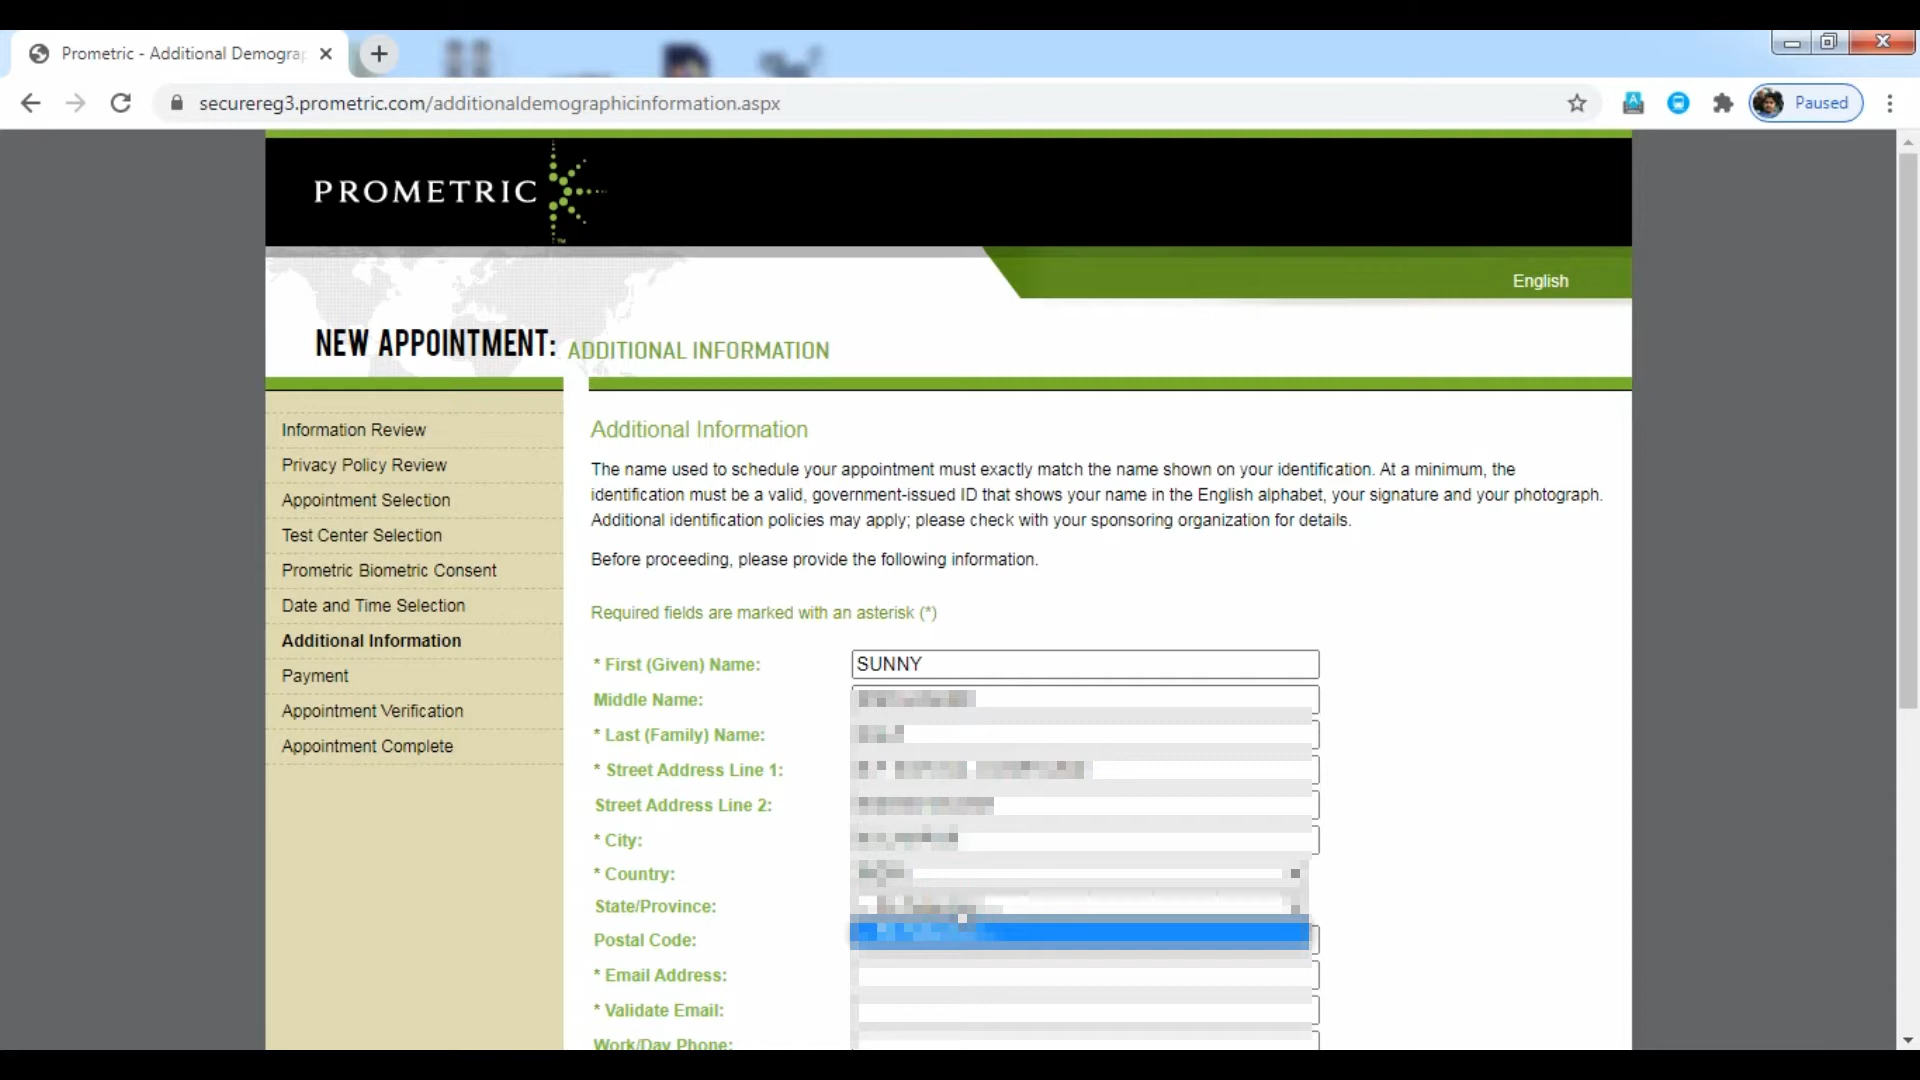 Prometric - Additional Demogra
securereg3.prometric.com/additionaldemographicinformation.aspx
Paused
PROMETRIC
TM
English
NEW APPOINTMENT: ADDITIONAL INFORMATION
Information Review
Privacy Policy Review
Appointment Selection
Test Center Selection
Prometric Biometric Consent
Date and Time Selection
Additional Information
Payment
Appointment Verification
Appointment Complete
Additional Information
The name used to schedule your appointment must exactly match the name shown on your identification. At a minimum, the
identification must be a valid, government-issued ID that shows your name in the English alphabet, your signature and your photograph.
Additional identification policies may apply; please check with your sponsoring organization for details.
Before proceeding, please provide the following information.
Required fields are marked with an asterisk (*)
* First (Given) Name: SUNNY
Middle Name:
* Last (Family) Name:
* Street Address Line 1:
Street Address Line 2:
* City:
* Country:
State/Province:
Postal Code:
* Email Address:
* Validate Email:
Work/Day Phone: